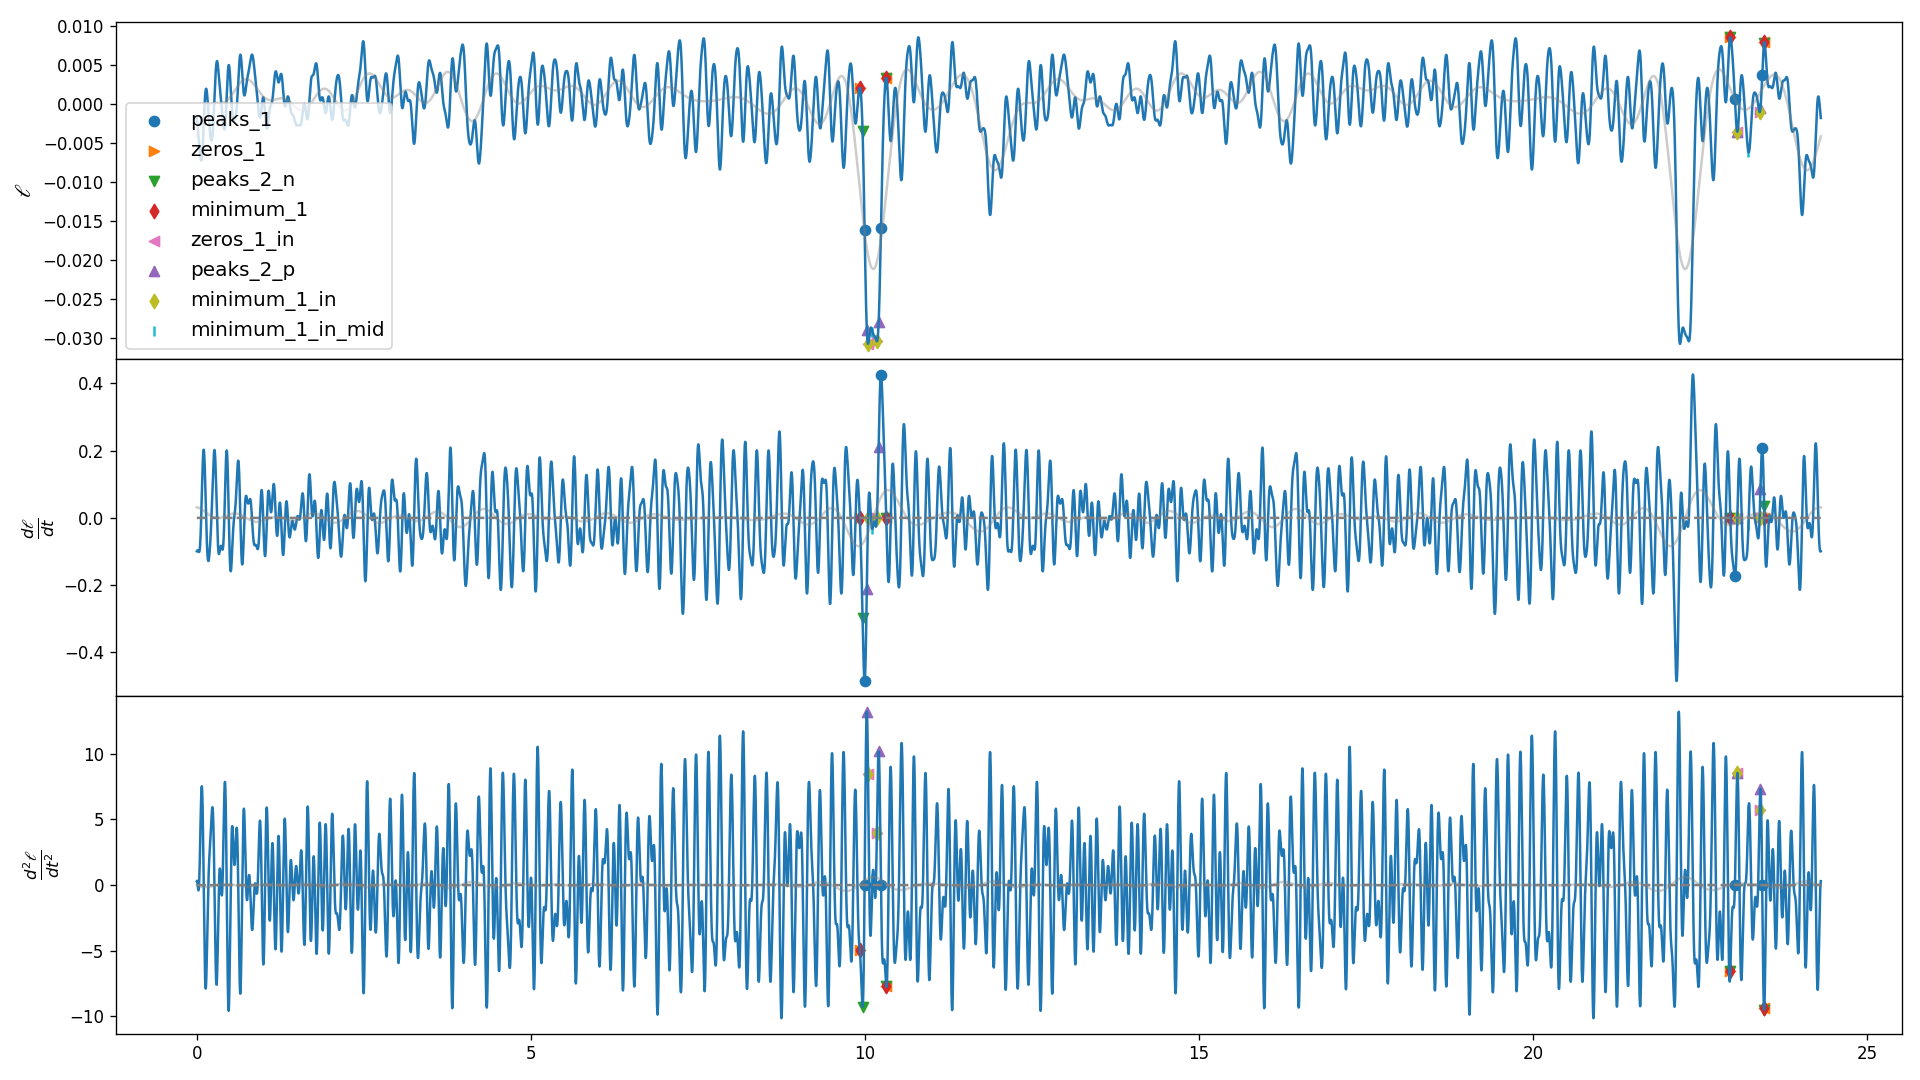 0.010
0.005
0.000
−0.005
−0.010
−0.015
−0.020
−0.025
−0.030
ℓ
peaks_1
zeros_1
peaks_2_n
minimum_1
zeros_1_in
peaks_2_p
minimum_1_in
minimum_1_in_mid
0.4
0.2
0.0
−0.2
−0.4
dℓ
dt
10
5
0
−5
−10
d²ℓ
dt²
0 5 10 15 20 25